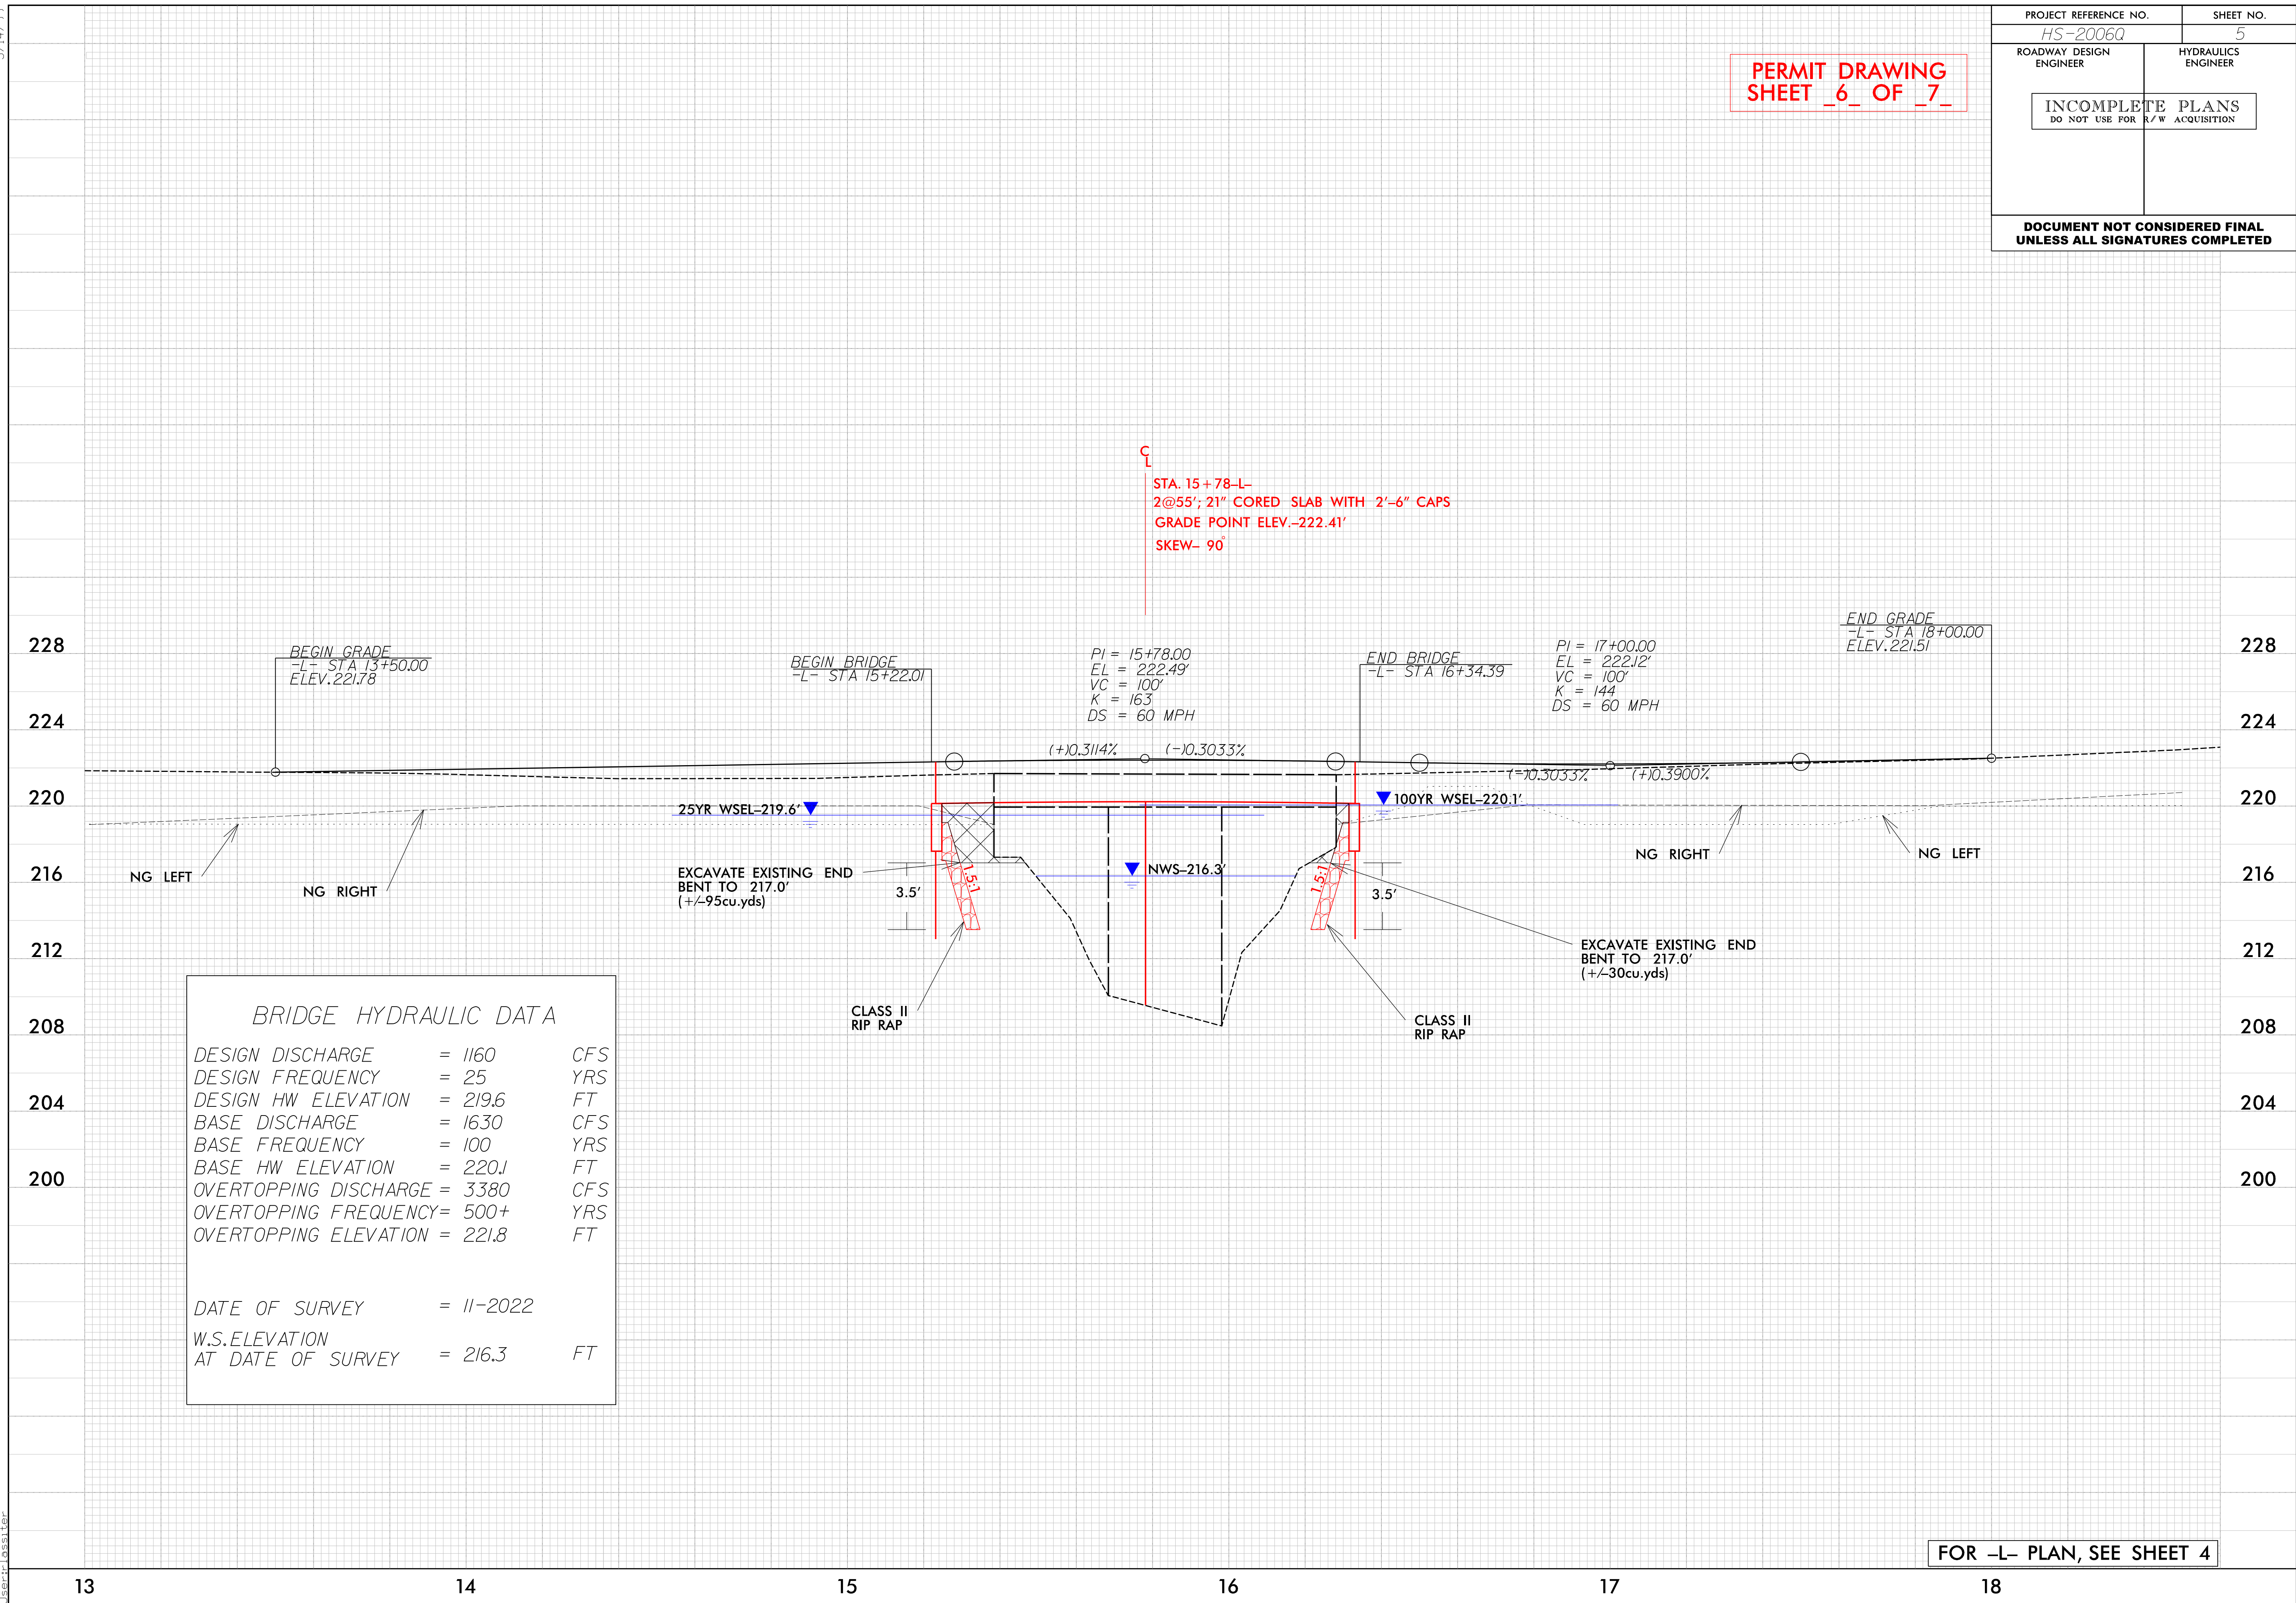 PROJECT REFERENCE NO.
SHEET NO.
HS-2006Q
5
ROADWAY DESIGN
ENGINEER
HYDRAULICS
ENGINEER
INCOMPLETE PLANS
DO NOT USE FOR R/W ACQUISITION
DOCUMENT NOT CONSIDERED FINAL
UNLESS ALL SIGNATURES COMPLETED
PERMIT DRAWING
SHEET _6_ OF _7_
CL
STA. 15+78-L-
2@55'; 21" CORED SLAB WITH 2'-6" CAPS
GRADE POINT ELEV.-222.41'
SKEW- 90°
BEGIN GRADE
-L- STA 13+50.00
ELEV. 221.78
BEGIN BRIDGE
-L- STA 15+22.01
PI = 15+78.00
EL = 222.49'
VC = 100'
K = 163
DS = 60 MPH
END BRIDGE
-L- STA 16+34.39
PI = 17+00.00
EL = 222.12'
VC = 100'
K = 144
DS = 60 MPH
END GRADE
-L- STA 18+00.00
ELEV. 221.51
(+)0.3114%
(-)0.3033%
(-)0.3033%
(+)0.3900%
25YR WSEL-219.6'
100YR WSEL-220.1'
NWS-216.3'
NG LEFT
NG RIGHT
NG RIGHT
NG LEFT
EXCAVATE EXISTING END
BENT TO 217.0'
(+/-95cu.yds)
3.5'
1.5:1
1.5:1
3.5'
EXCAVATE EXISTING END
BENT TO 217.0'
(+/-30cu.yds)
CLASS II
RIP RAP
CLASS II
RIP RAP
228
224
220
216
212
208
204
200
228
224
220
216
212
208
204
200
BRIDGE HYDRAULIC DATA
DESIGN DISCHARGE = 1160 CFS
DESIGN FREQUENCY = 25 YRS
DESIGN HW ELEVATION = 219.6 FT
BASE DISCHARGE = 1630 CFS
BASE FREQUENCY = 100 YRS
BASE HW ELEVATION = 220.1 FT
OVERTOPPING DISCHARGE = 3380 CFS
OVERTOPPING FREQUENCY = 500+ YRS
OVERTOPPING ELEVATION = 221.8 FT
DATE OF SURVEY = 11-2022
W.S. ELEVATION
AT DATE OF SURVEY = 216.3 FT
FOR -L- PLAN, SEE SHEET 4
13
14
15
16
17
18